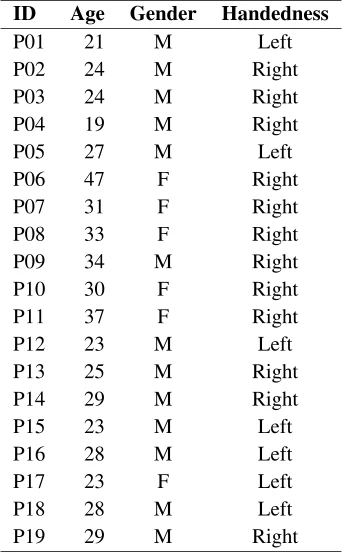 ID Age Gender Handedness
P01 21 M Left
P02 24 M Right
P03 24 M Right
P04 19 M Right
P05 27 M Left
P06 47 F Right
P07 31 F Right
P08 33 F Right
P09 34 M Right
P10 30 F Right
P11 37 F Right
P12 23 M Left
P13 25 M Right
P14 29 M Right
P15 23 M Left
P16 28 M Left
P17 23 F Left
P18 28 M Left
P19 29 M Right